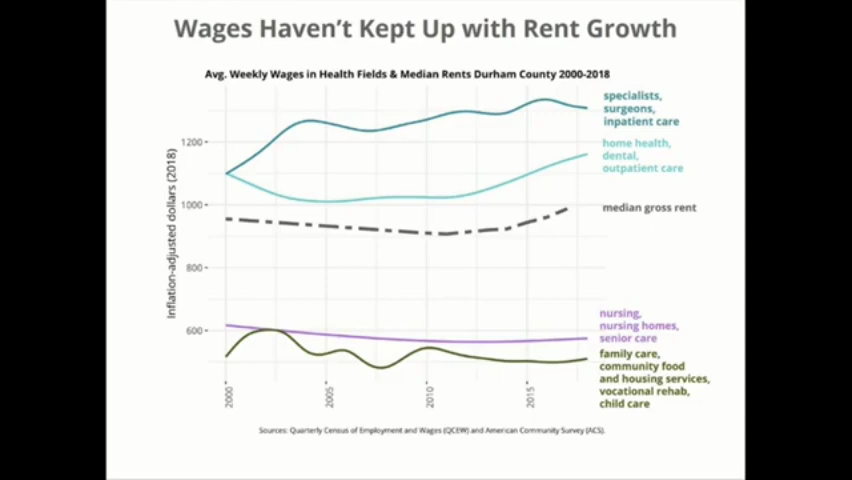 Wages Haven't Kept Up with Rent Growth
Avg. Weekly Wages in Health Fields & Median Rents Durham County 2000-2018
specialists,
surgeons,
inpatient care
home health,
dental,
outpatient care
median gross rent
nursing,
nursing homes,
senior care
family care,
community food
and housing services,
vocational rehab,
child care
Inflation-adjusted dollars (2018)
1200
1000
800
600
2000
2005
2010
2015
Sources: Quarterly Census of Employment and Wages (QCEW) and American Community Survey (ACS).